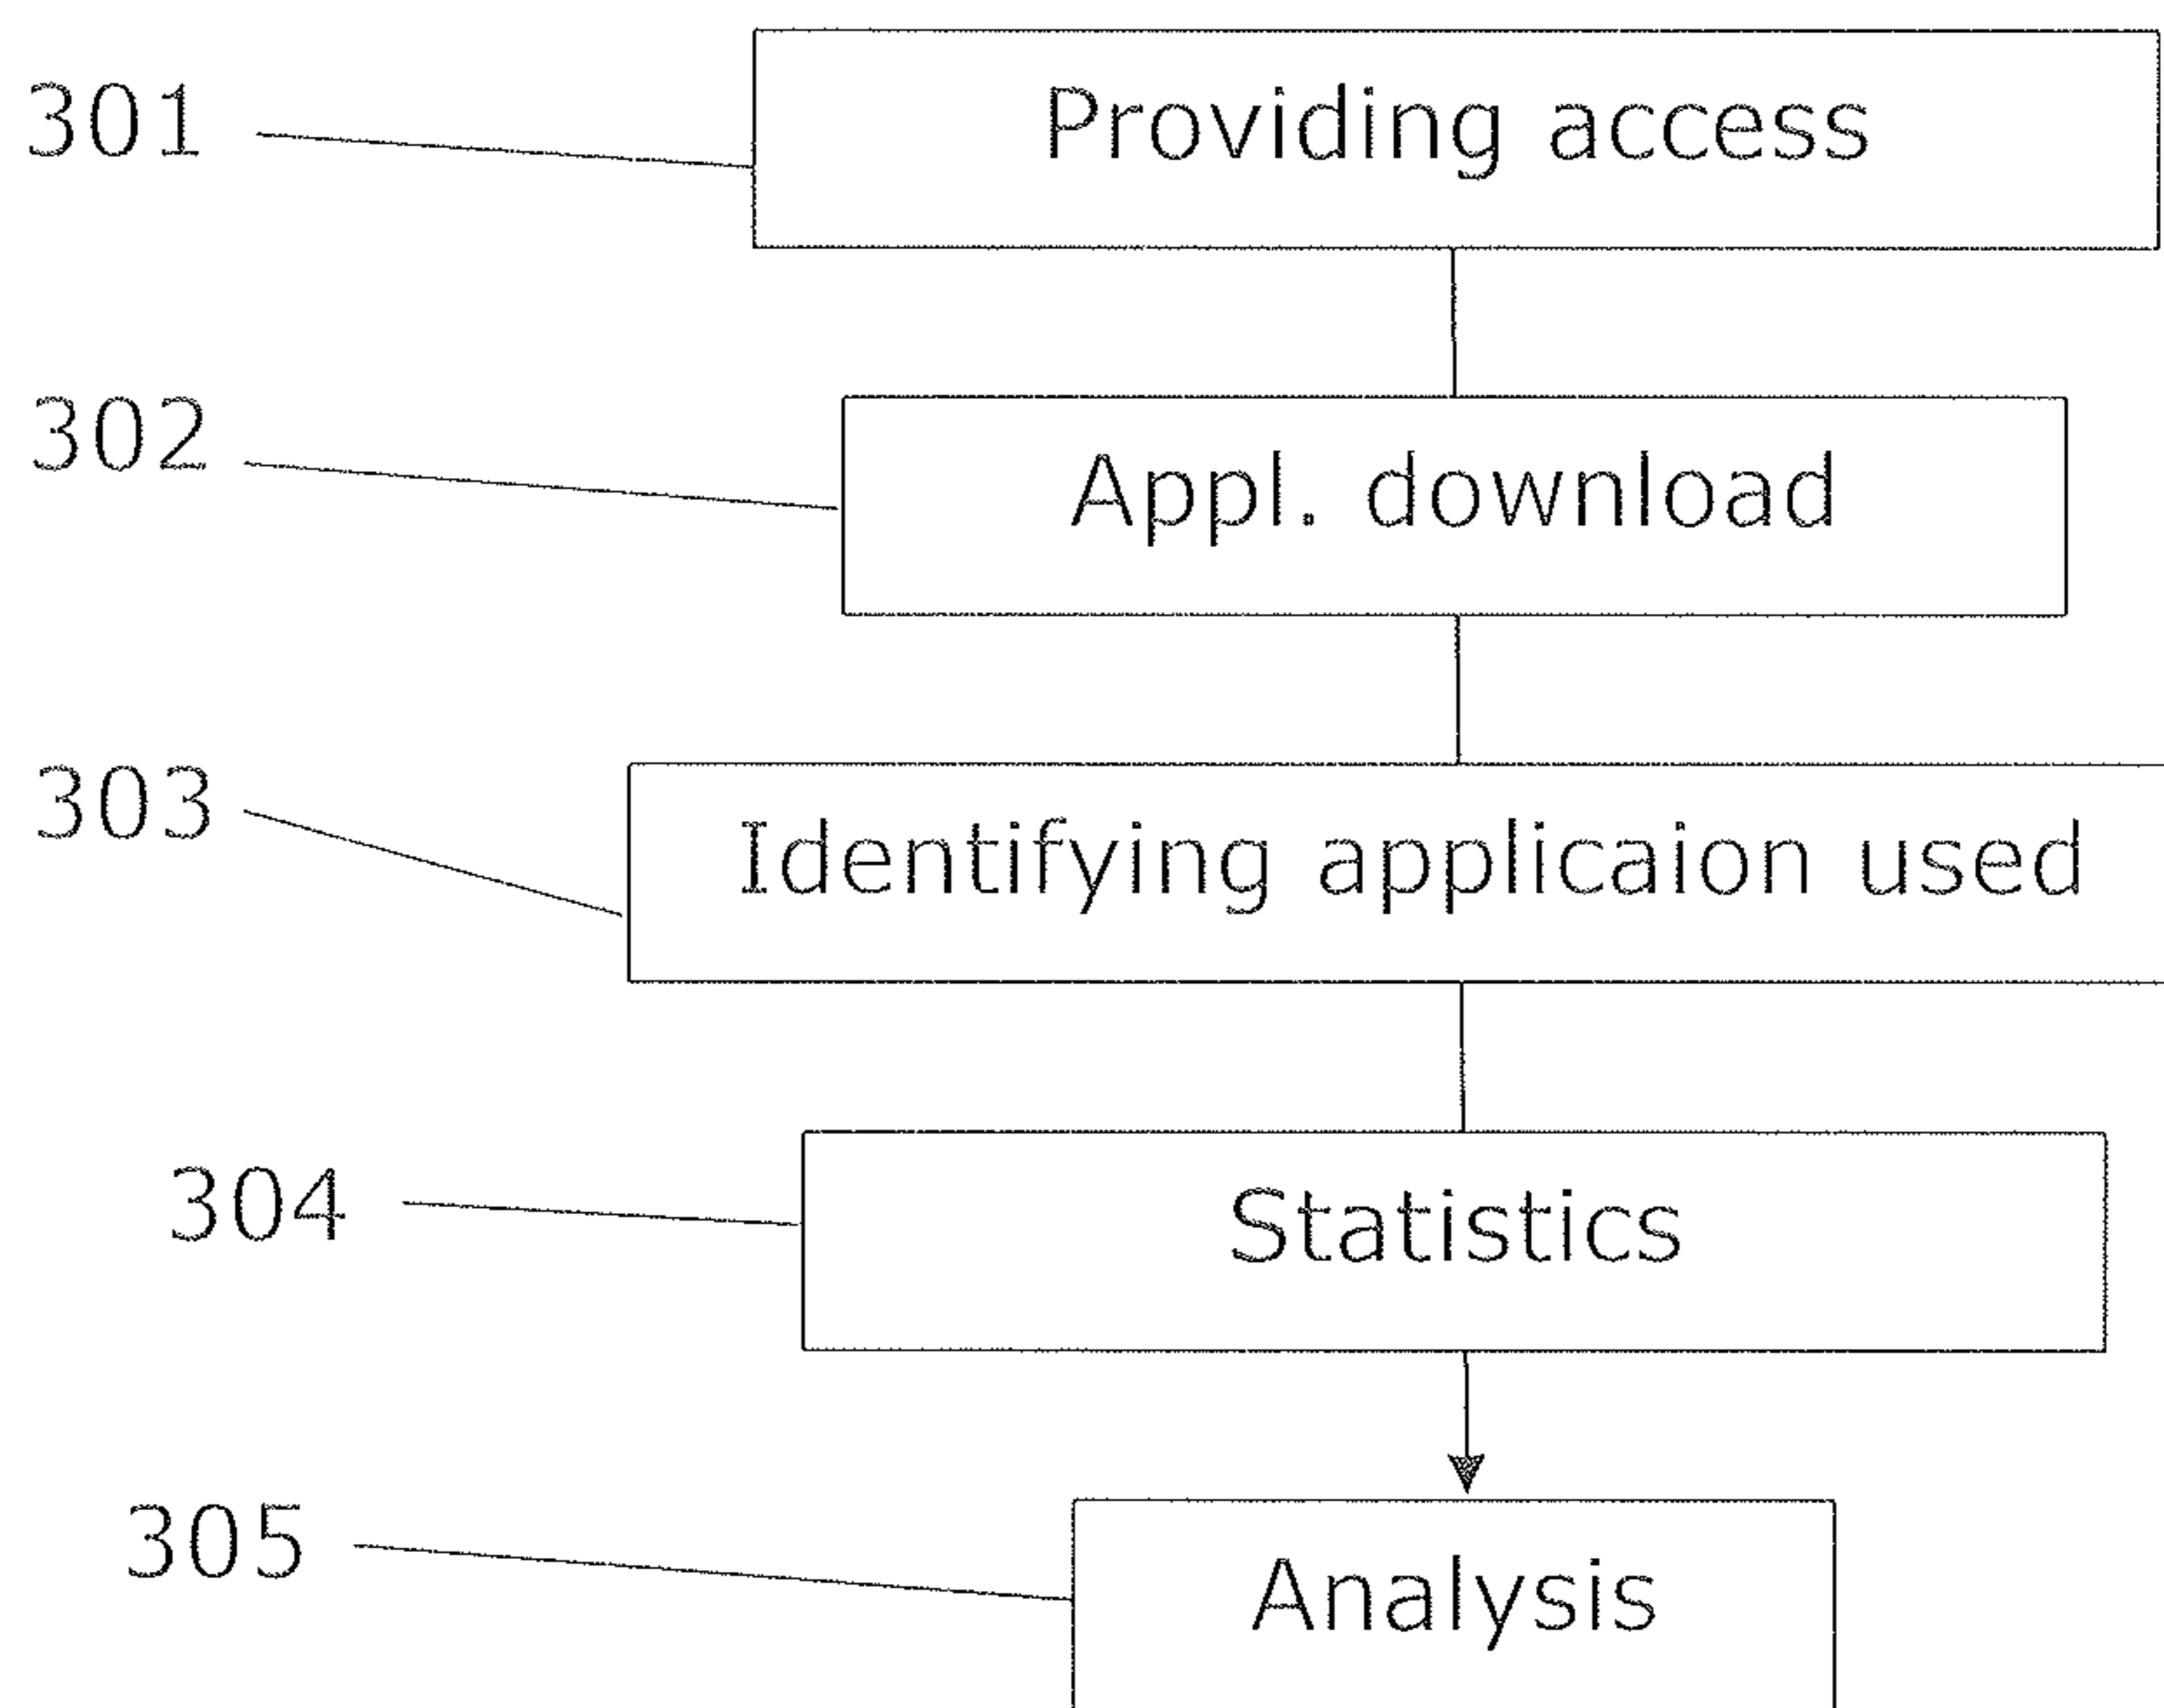 301 Providing access
302 Appl. download
303 Identifying applicaion used
304 Statistics
305 Analysis